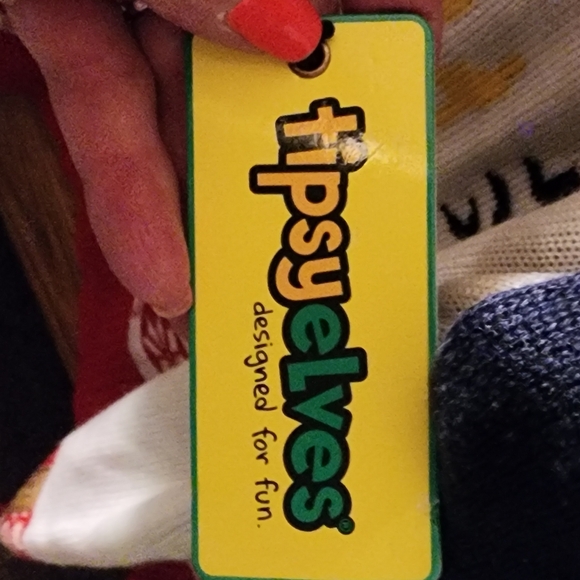 tipsyelves®
designed for fun.